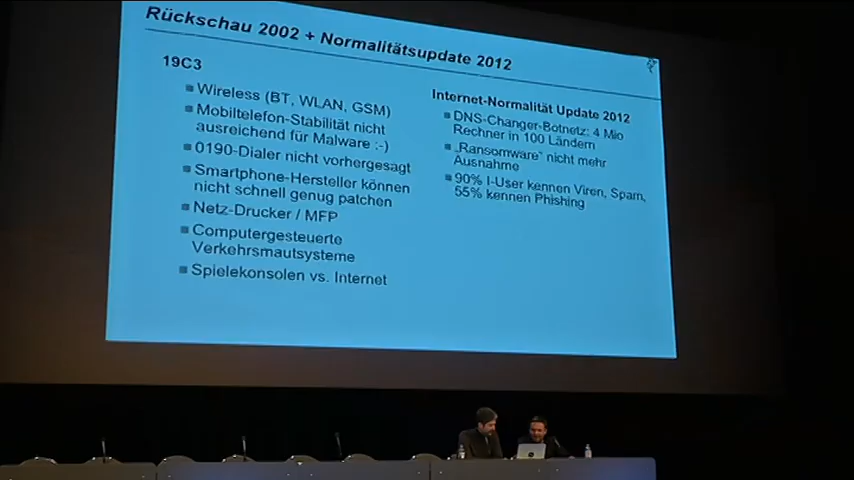 Rückschau 2002 + Normalitätsupdate 2012
19C3
Wireless (BT, WLAN, GSM)
Mobiltelefon-Stabilität nicht
ausreichend für Malware :-)
0190-Dialer nicht vorhergesagt
Smartphone-Hersteller können
nicht schnell genug patchen
Netz-Drucker / MFP
Computergesteuerte
Verkehrsmautsysteme
Spielekonsolen vs. Internet
Internet-Normalität Update 2012
DNS-Changer-Botnetz: 4 Mio
Rechner in 100 Ländern
„Ransomware“ nicht mehr
Ausnahme
90% I-User kennen Viren, Spam,
55% kennen Phishing